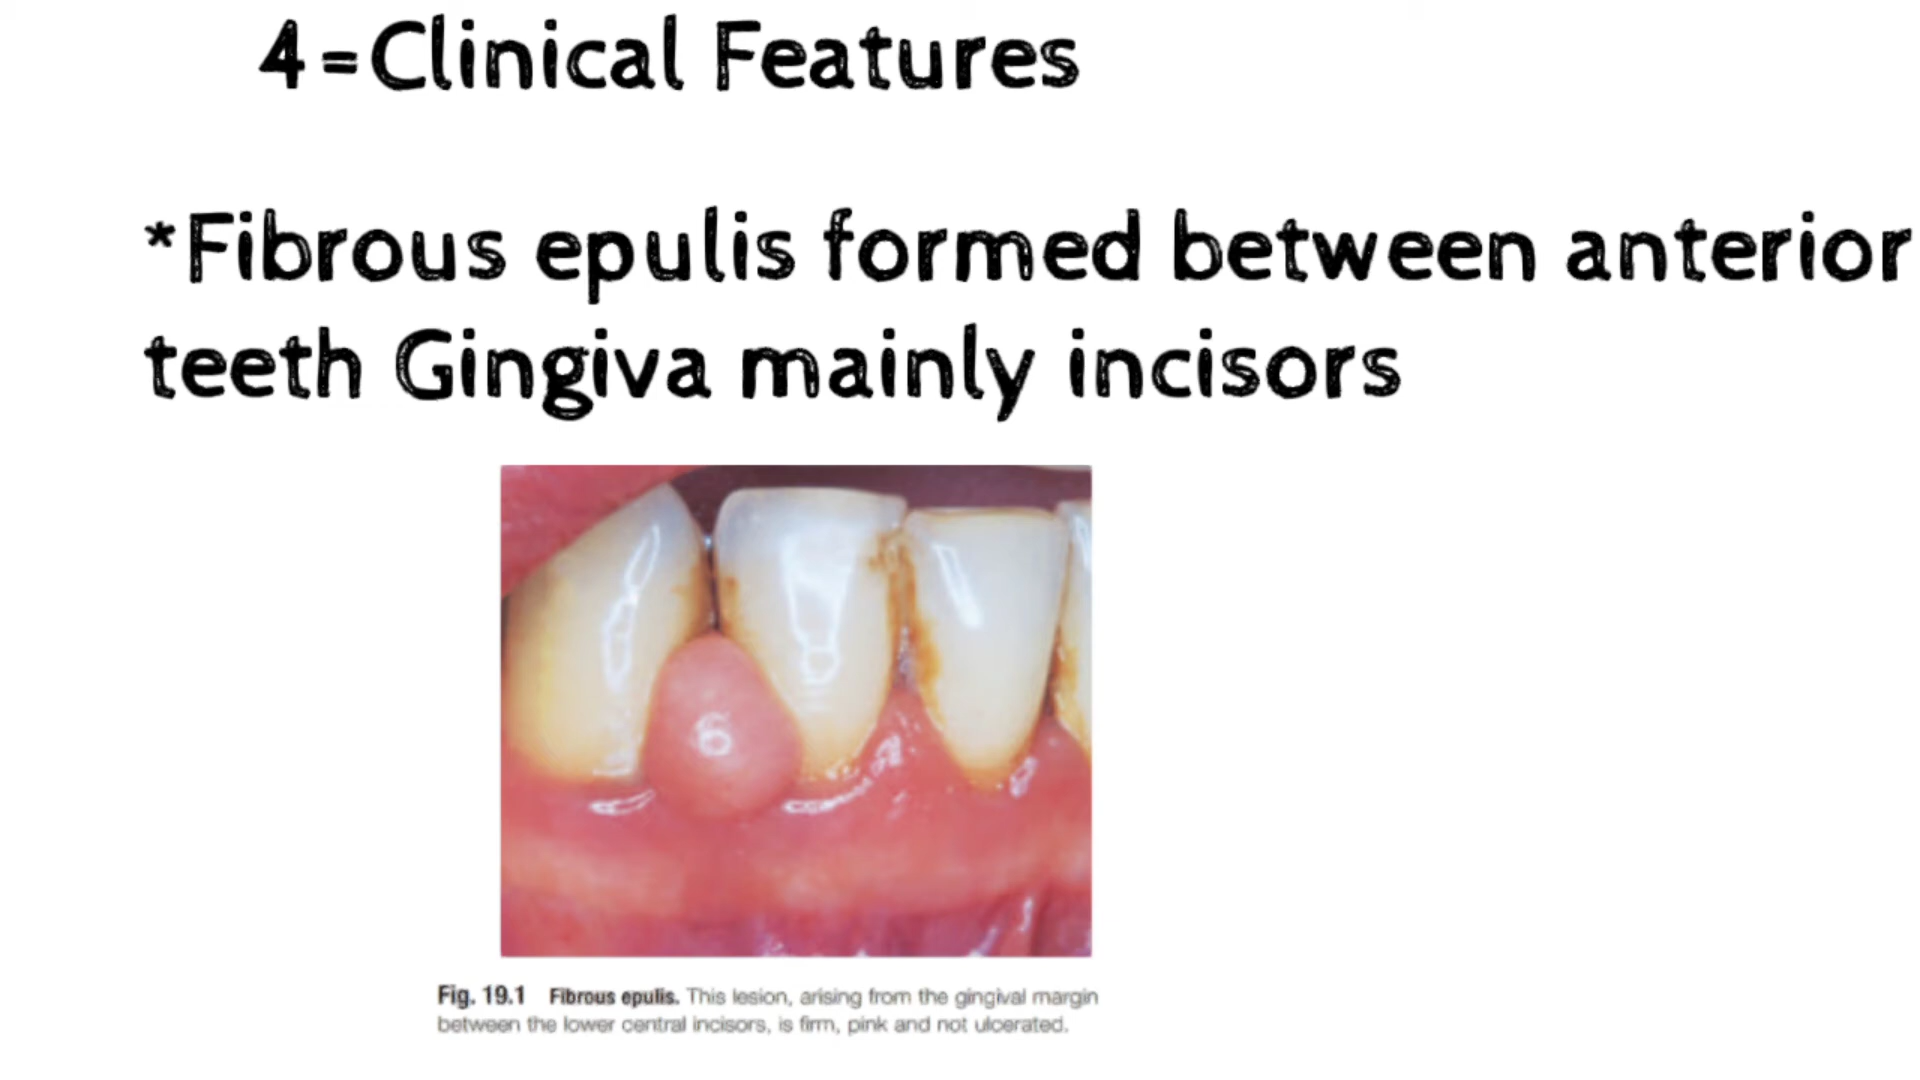 4=Clinical Features
*Fibrous epulis formed between anterior
teeth Gingiva mainly incisors
Fig. 19.1 Fibrous epulis. This lesion, arising from the gingival margin
between the lower central incisors, is firm, pink and not ulcerated.